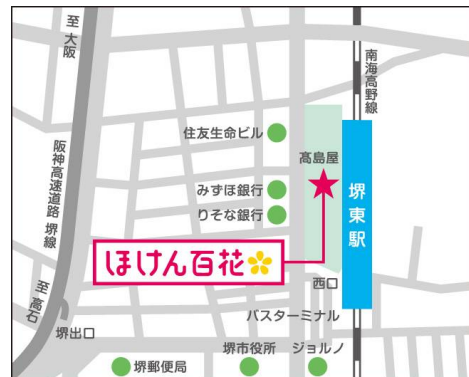 至 大阪
南海高野線
住友生命ビル
髙島屋
阪神高速道路 堺線
みずほ銀行
りそな銀行
堺東駅
ほけん百花
西口
至 高石
バスターミナル
堺出口
堺市役所
ジョルノ
堺郵便局